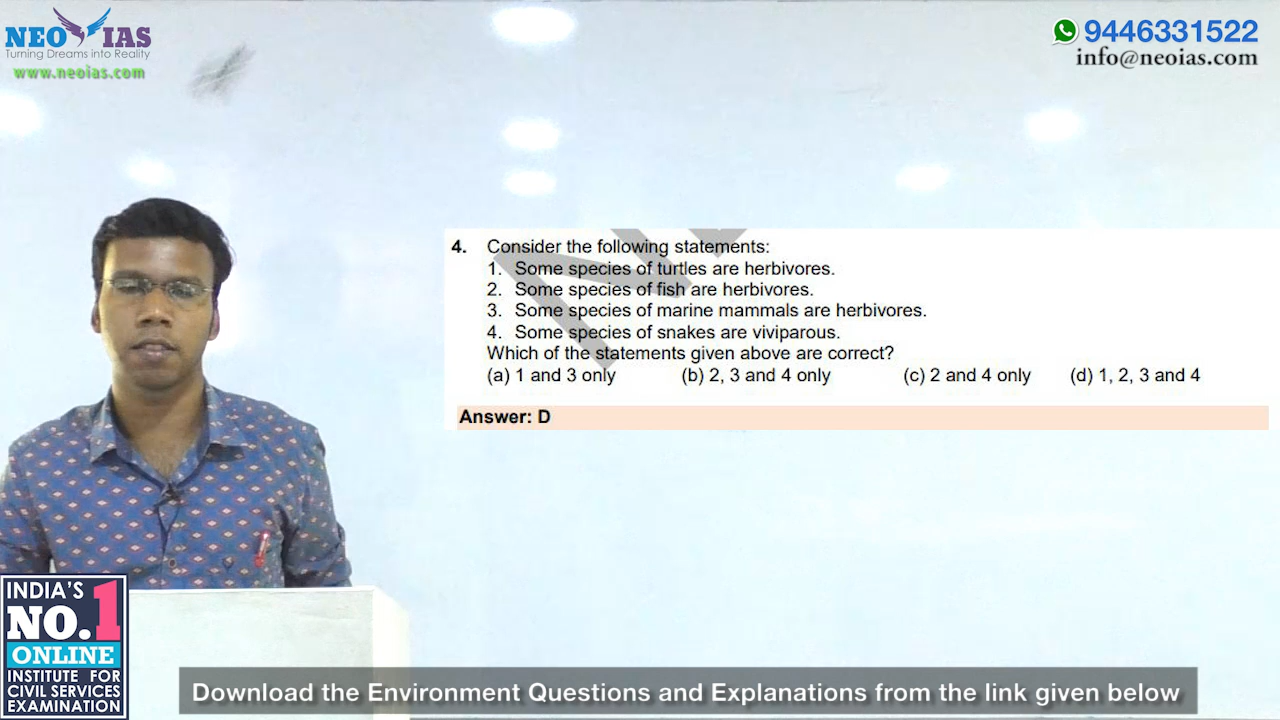 NEO IAS
Turning Dreams into Reality
www.neoias.com
9446331522
info@neoias.com
4. Consider the following statements:
1. Some species of turtles are herbivores.
2. Some species of fish are herbivores.
3. Some species of marine mammals are herbivores.
4. Some species of snakes are viviparous.
Which of the statements given above are correct?
(a) 1 and 3 only (b) 2, 3 and 4 only (c) 2 and 4 only (d) 1, 2, 3 and 4
Answer: D
INDIA'S
NO.1
ONLINE
INSTITUTE FOR
CIVIL SERVICES
EXAMINATION
Download the Environment Questions and Explanations from the link given below